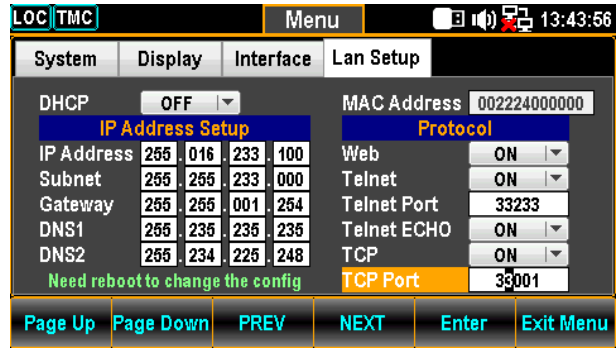 LOC TMC Menu 13:43:56
System Display Interface Lan Setup
DHCP OFF MAC Address 002224000000
IP Address Setup Protocol
IP Address 255 . 016 . 233 . 100 Web ON
Subnet 255 . 255 . 233 . 000 Telnet ON
Gateway 255 . 255 . 001 . 254 Telnet Port 33233
DNS1 255 . 235 . 235 . 235 Telnet ECHO ON
DNS2 255 . 234 . 225 . 248 TCP ON
Need reboot to change the config TCP Port 33001
Page Up Page Down PREV NEXT Enter Exit Menu